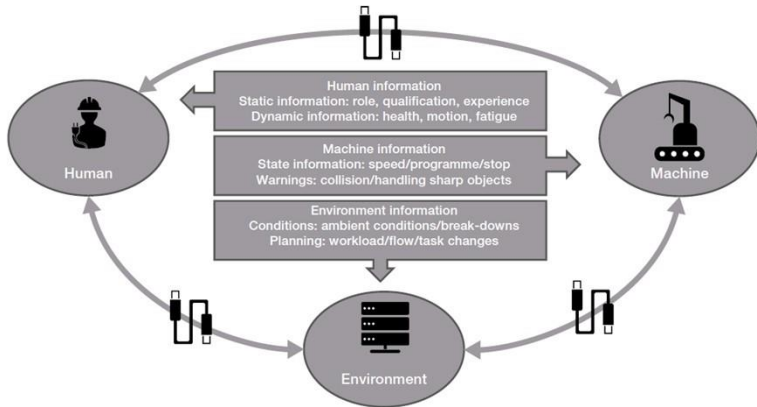 Human information
Static information: role, qualification, experience
Dynamic information: health, motion, fatigue
Human
Machine information
State information: speed/programme/stop
Warnings: collision/handling sharp objects
Machine
Environment information
Conditions: ambient conditions/break-downs
Planning: workload/flow/task changes
Environment